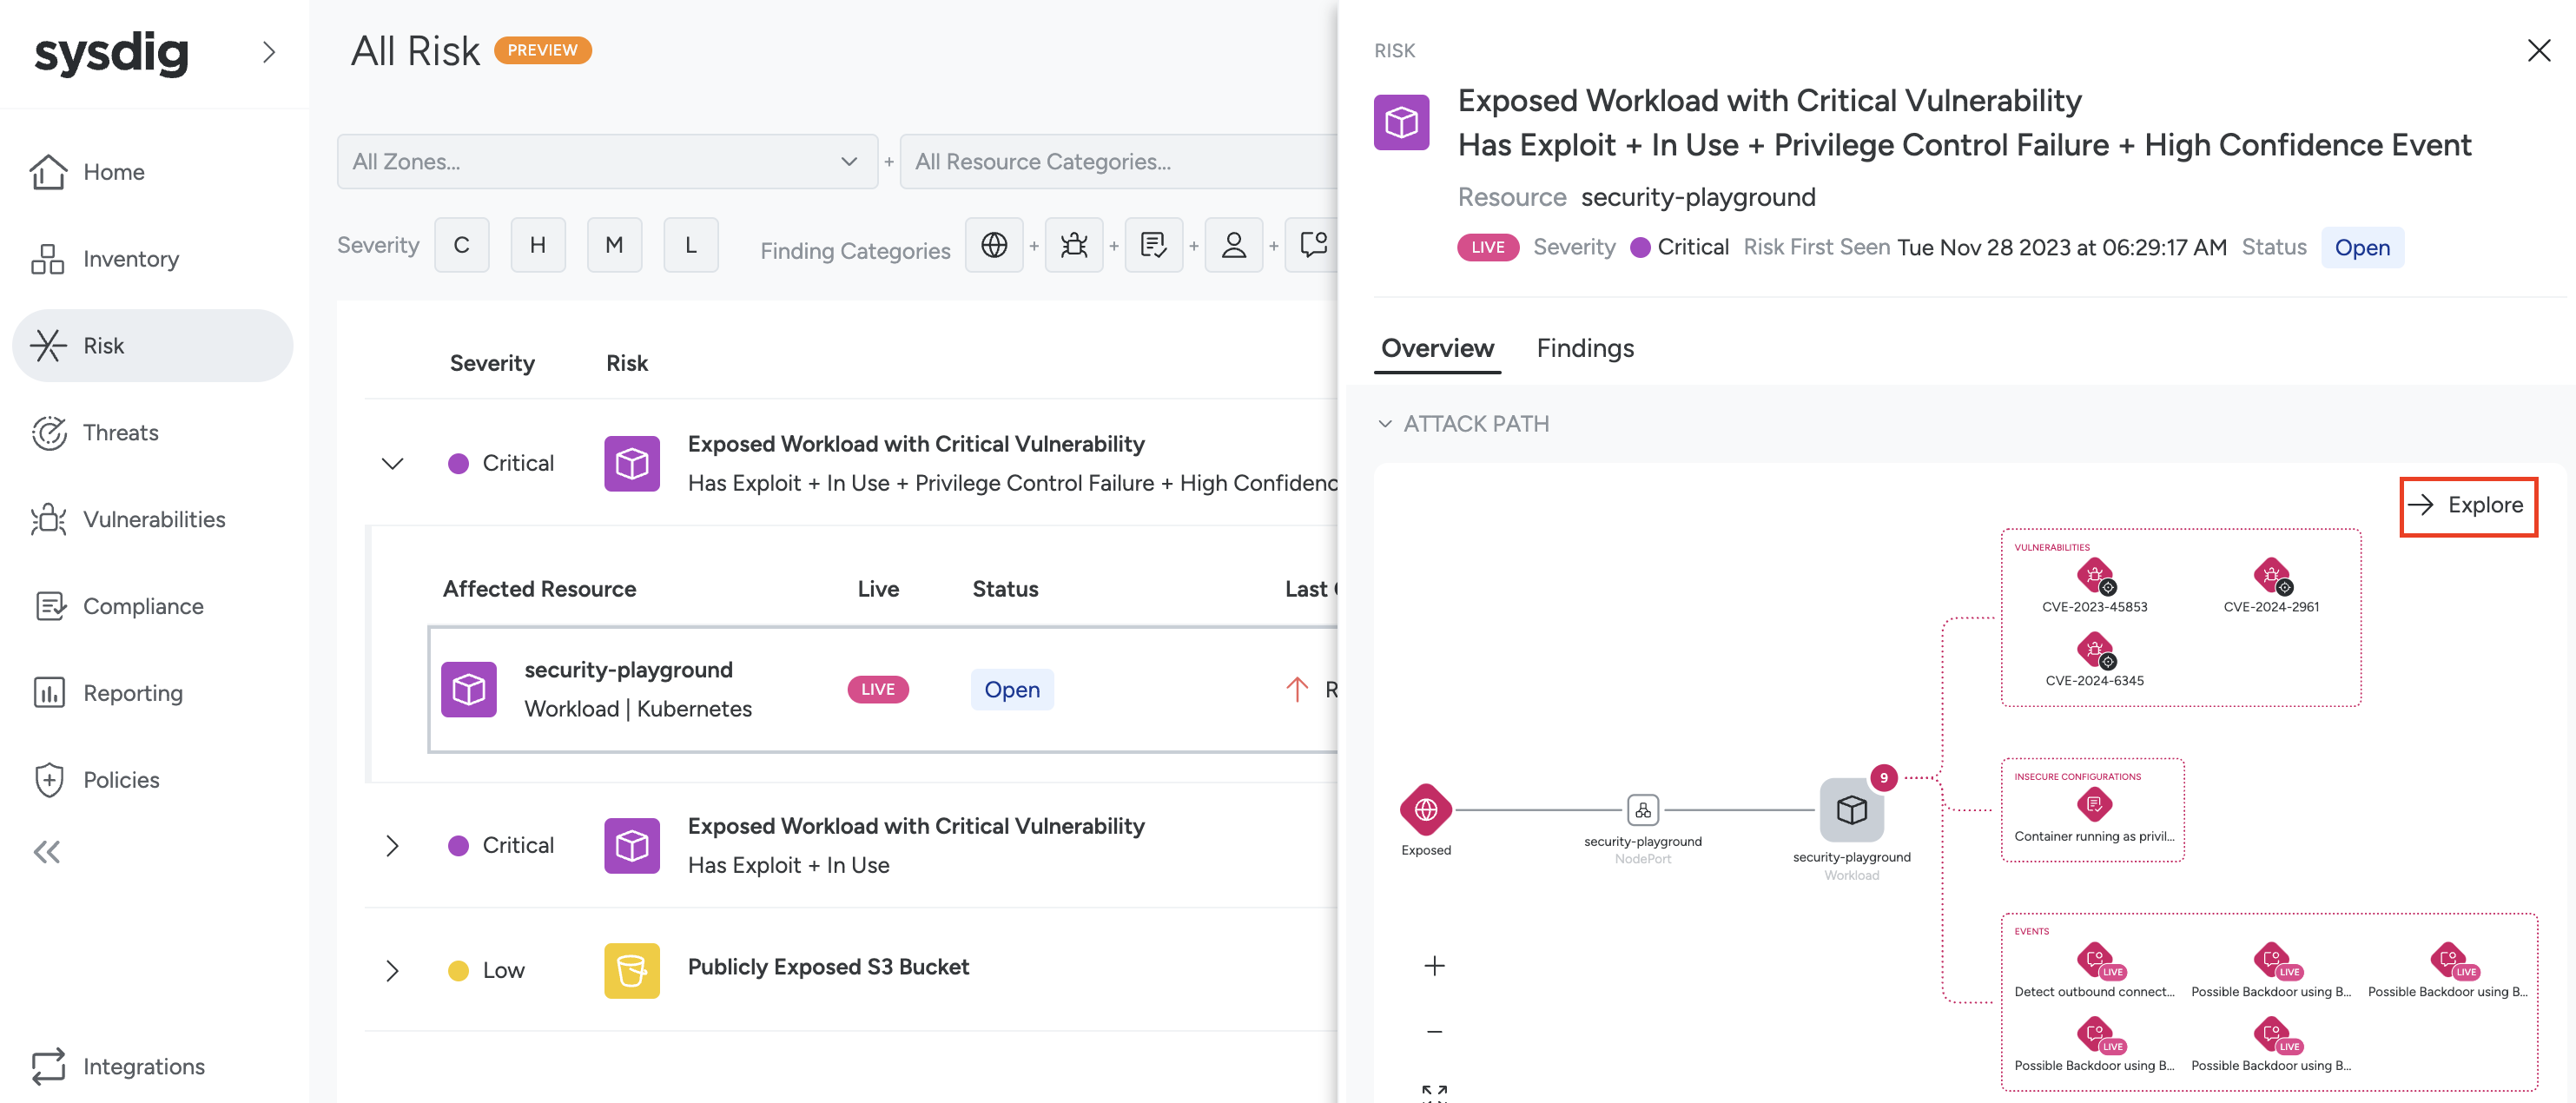 sysdig
Home
Inventory
Risk
Threats
Vulnerabilities
Compliance
Reporting
Policies
Integrations
All Risk PREVIEW
All Zones... + All Resource Categories...
Severity C H M L Finding Categories + + + +
Severity Risk
Critical
Exposed Workload with Critical Vulnerability
Has Exploit + In Use + Privilege Control Failure + High Confidenc
Affected Resource Live Status Last
security-playground
Workload | Kubernetes
LIVE
Open
R
Critical
Exposed Workload with Critical Vulnerability
Has Exploit + In Use
Low
Publicly Exposed S3 Bucket
RISK
Exposed Workload with Critical Vulnerability
Has Exploit + In Use + Privilege Control Failure + High Confidence Event
Resource security-playground
LIVE Severity Critical Risk First Seen Tue Nov 28 2023 at 06:29:17 AM Status Open
Overview Findings
ATTACK PATH
Explore
VULNERABILITIES
CVE-2023-45853 CVE-2024-2961
CVE-2024-6345
9
Exposed
security-playground
NodePort
security-playground
Workload
INSECURE CONFIGURATIONS
Container running as privil...
EVENTS
LIVE LIVE LIVE
Detect outbound connect... Possible Backdoor using B... Possible Backdoor using B...
LIVE LIVE
Possible Backdoor using B... Possible Backdoor using B...